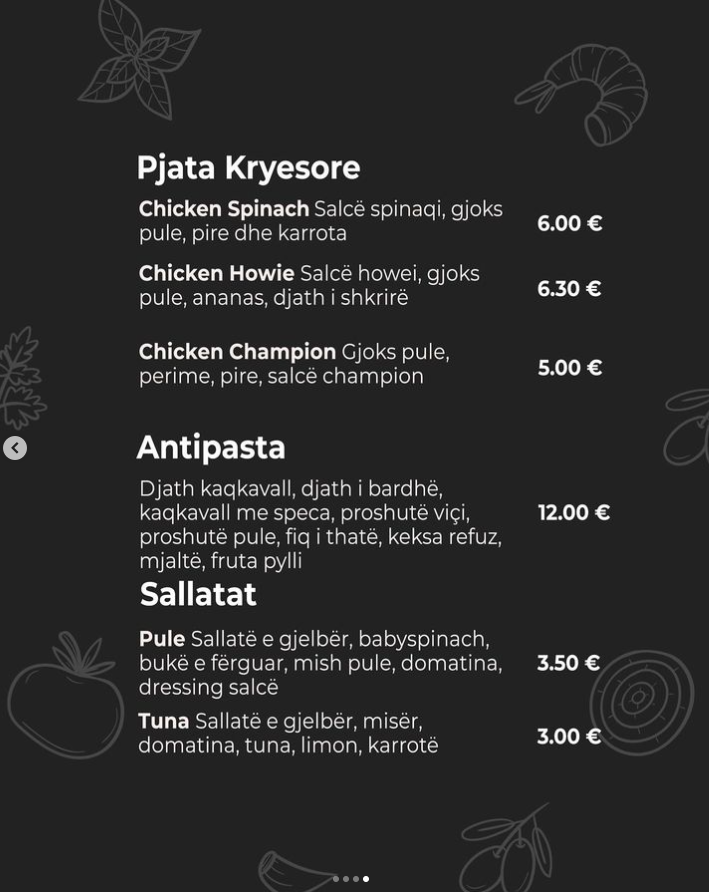 Pjata Kryesore
Chicken Spinach Salcë spinaqi, gjoks
pule, pire dhe karrota
6.00 €
Chicken Howie Salcë howei, gjoks
pule, ananas, djath i shkrirë
6.30 €
Chicken Champion Gjoks pule,
perime, pire, salcë champion
5.00 €
Antipasta
Djath kaqkavall, djath i bardhë,
kaqkavall me speca, proshutë viçi,
proshutë pule, fiq i thatë, keksa refuz,
mjaltë, fruta pylli
12.00 €
Sallatat
Pule Sallatë e gjelbër, babyspinach,
bukë e fërguar, mish pule, domatina,
dressing salcë
3.50 €
Tuna Sallatë e gjelbër, misër,
domatina, tuna, limon, karrotë
3.00 €